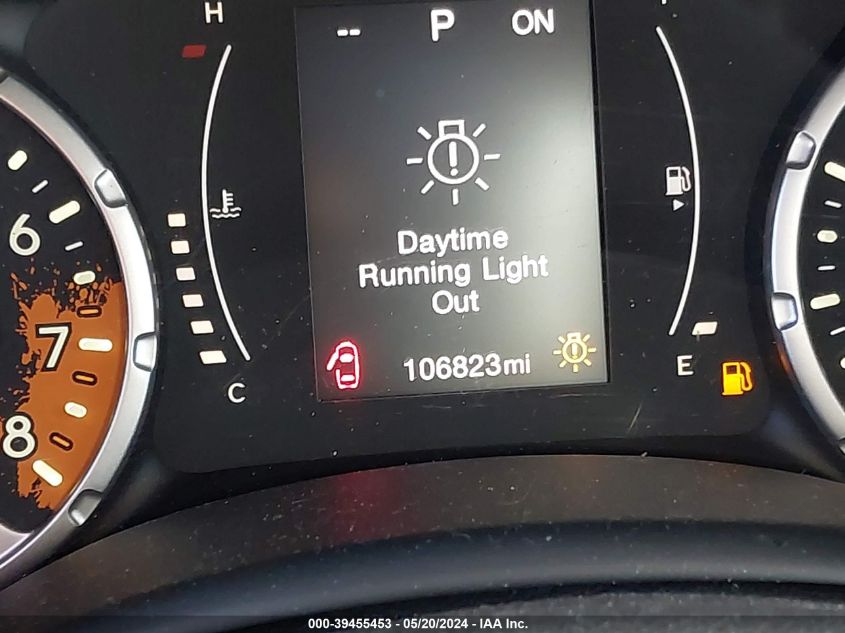 H
-- P ON
6
7
8
Daytime
Running Light
Out
106823mi
C
E
000-39455453 - 05/20/2024 - IAA Inc.